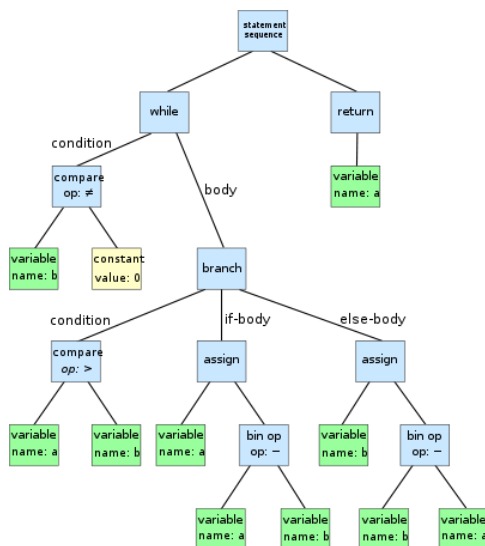 statement
sequence
while
return
condition
compare
op: ≠
body
variable
name: a
variable
name: b
constant
value: 0
branch
condition
if-body
else-body
compare
op: >
assign
assign
variable
name: a
variable
name: b
variable
name: a
bin op
op: −
variable
name: b
bin op
op: −
variable
name: a
variable
name: b
variable
name: b
variable
name: a